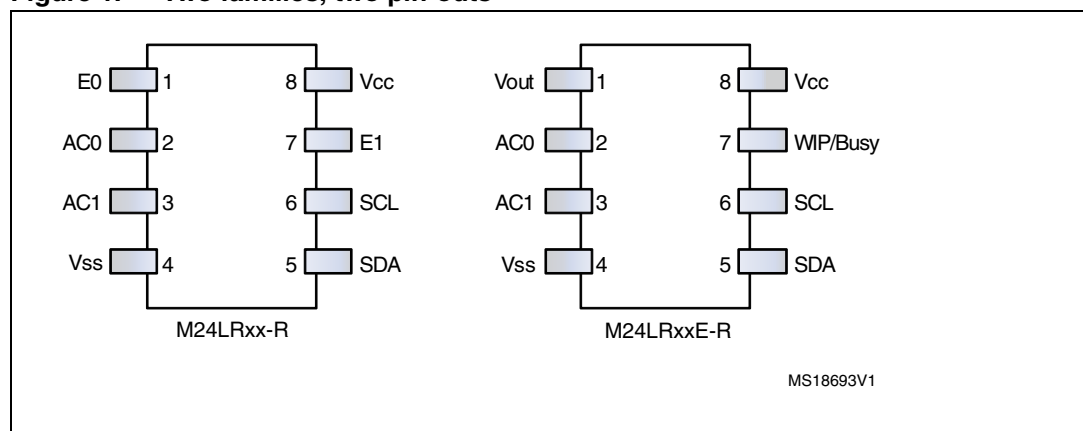 Figure Two families, two pin-outs
E0 1 8 Vcc
AC0 2 7 E1
AC1 3 6 SCL
Vss 4 5 SDA
M24LRxx-R
Vout 1 8 Vcc
AC0 2 7 WIP/Busy
AC1 3 6 SCL
Vss 4 5 SDA
M24LRxxE-R
MS18693V1